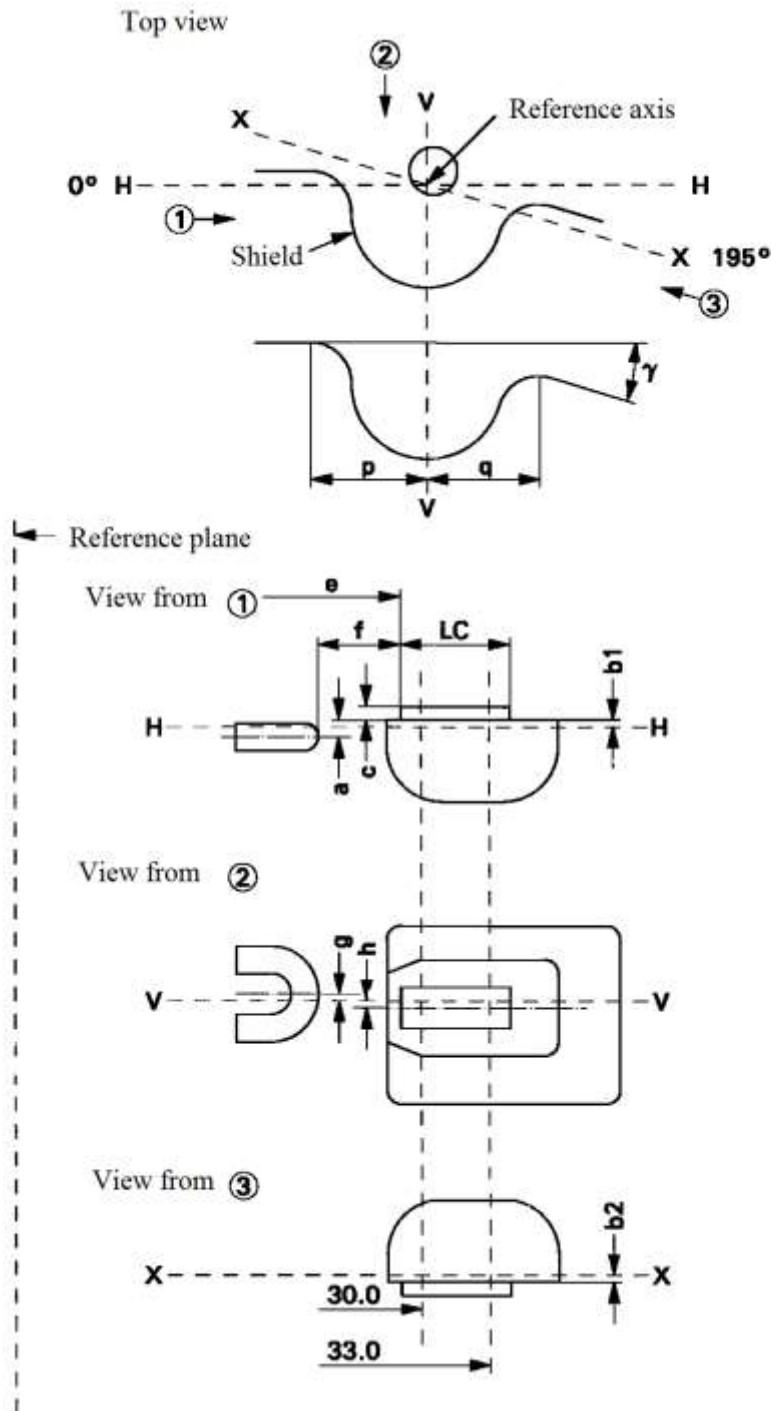 Top view
②
V
X
Reference axis
0° H
H
①
Shield
X 195°
③
γ
p
q
V
Reference plane
View from ①
e
f
LC
b1
H
H
a
c
View from ②
g
h
V
V
View from ③
b2
X
X
30.0
33.0